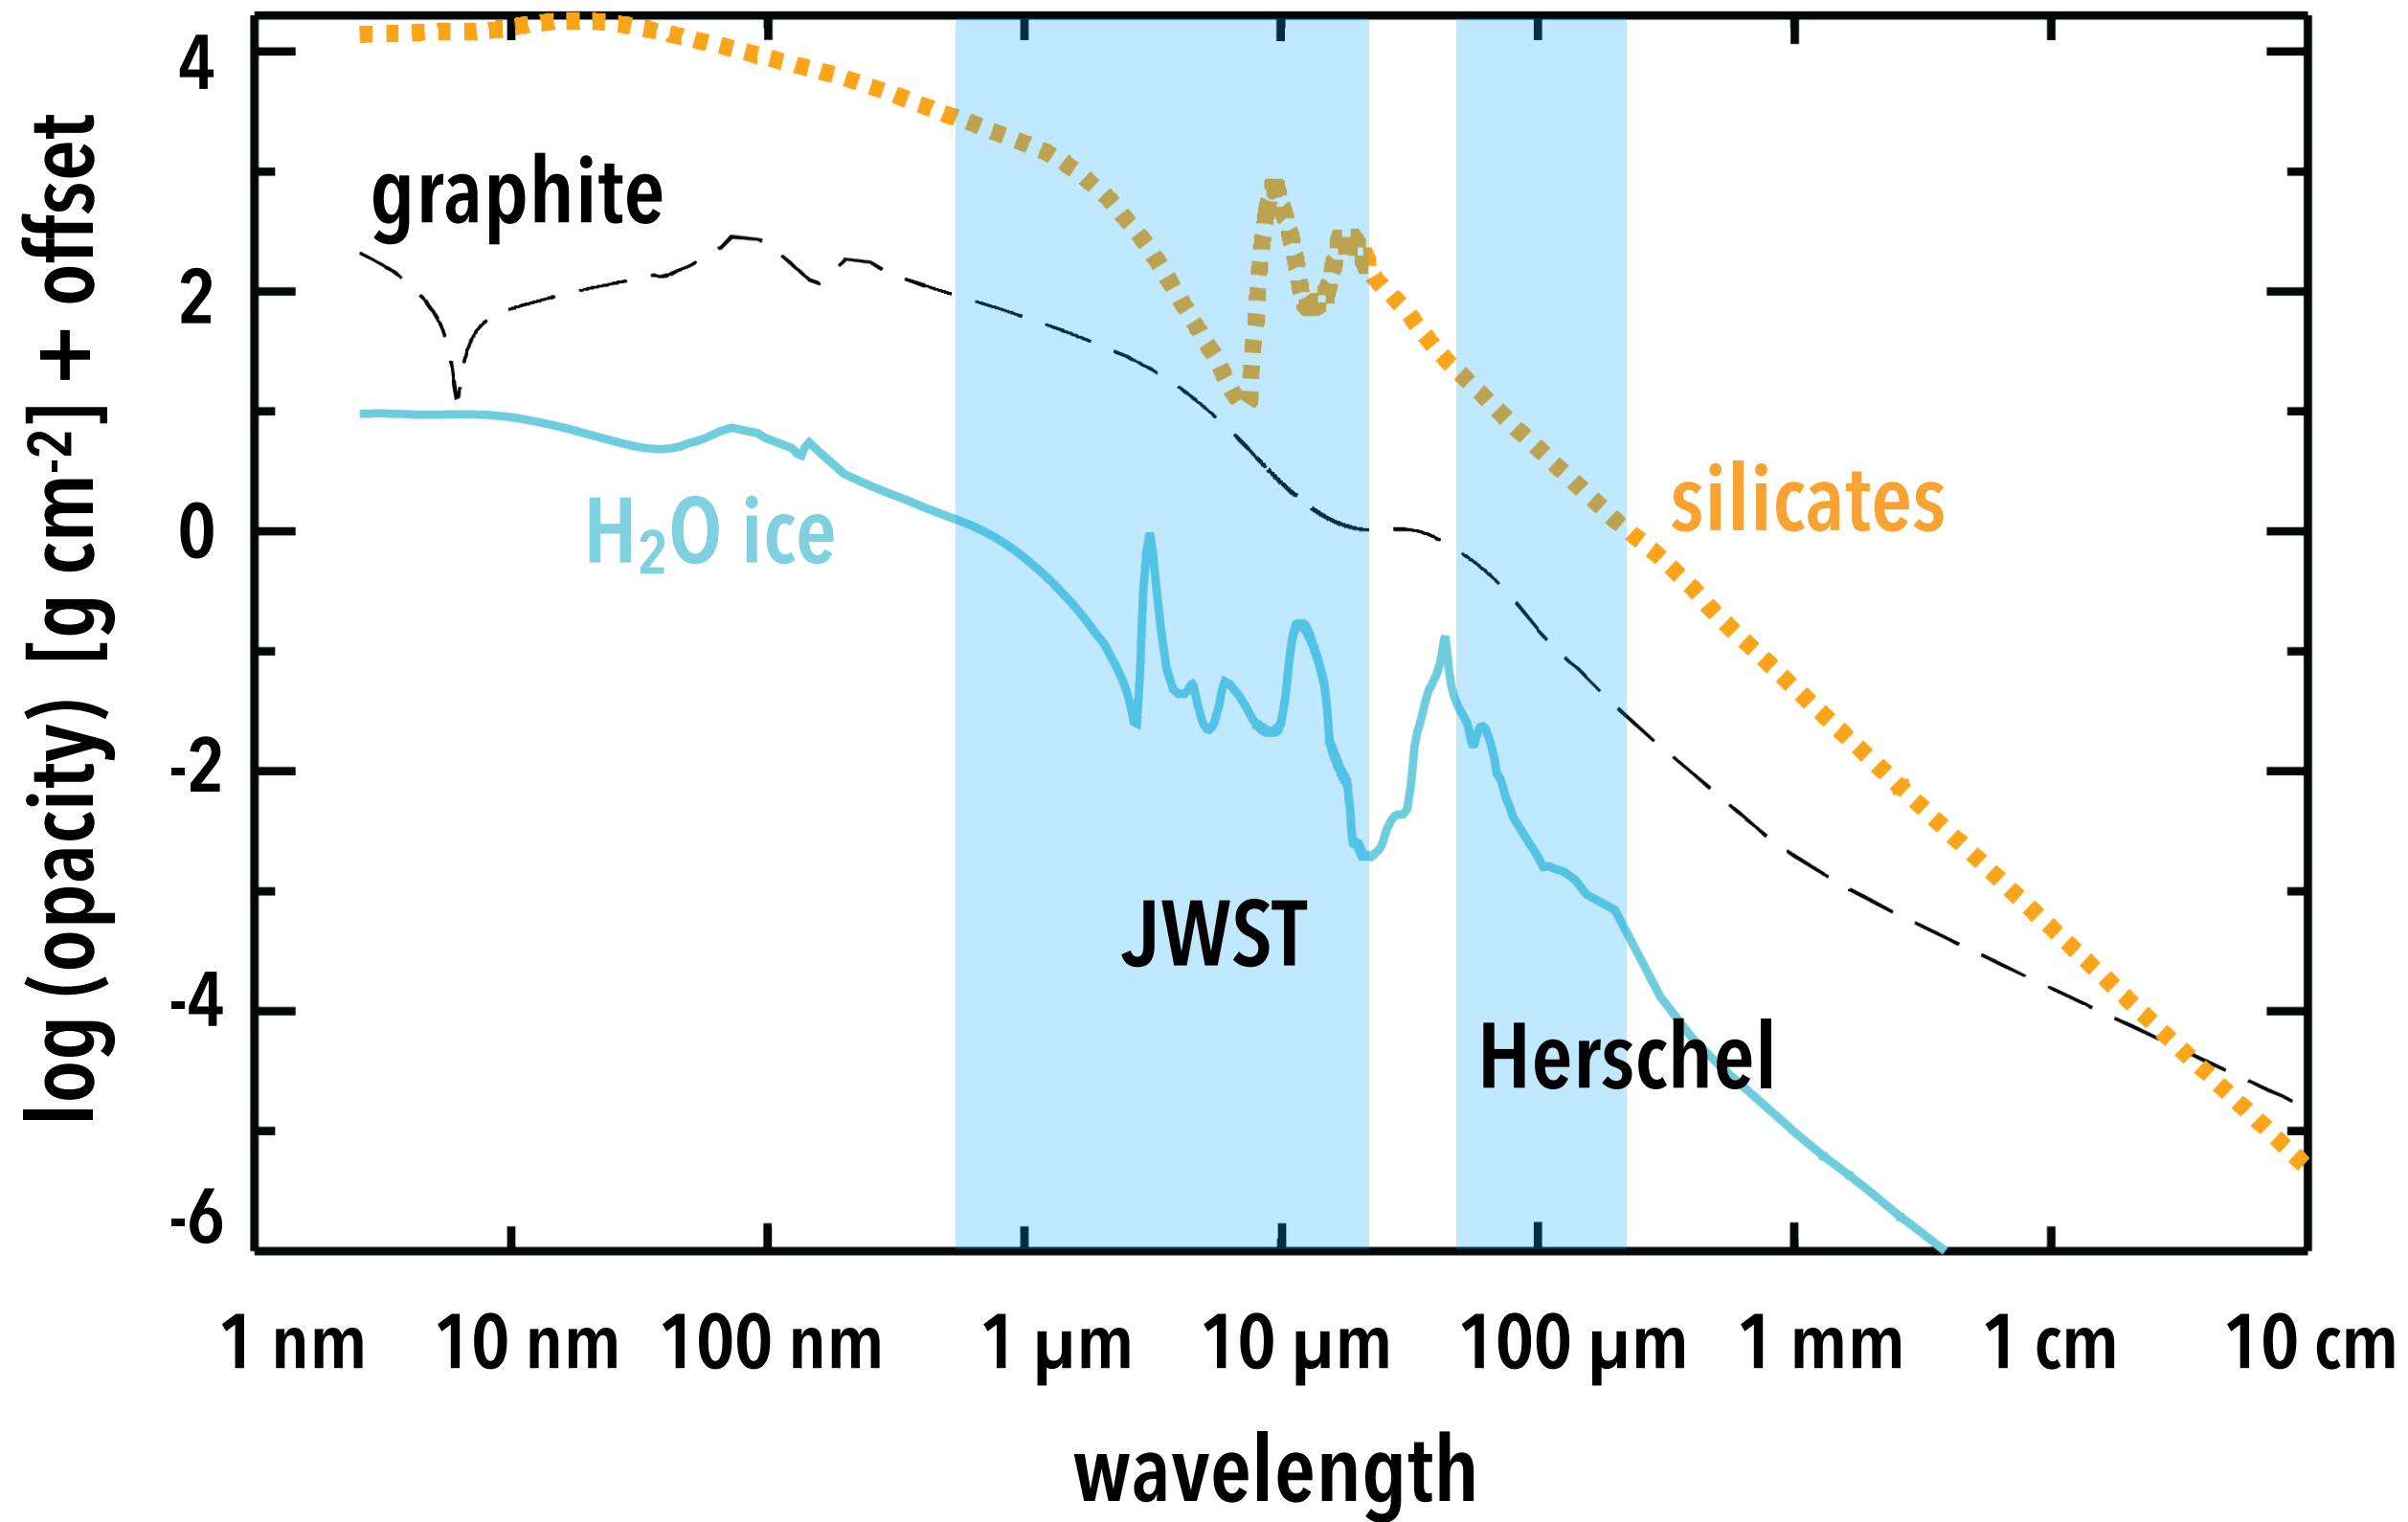 log (opacity) [g cm⁻²] + offset
4
2
0
-2
-4
-6
graphite
H₂O ice
silicates
JWST
Herschel
1 nm 10 nm 100 nm 1 µm 10 µm 100 µm 1 mm 1 cm 10 cm
wavelength